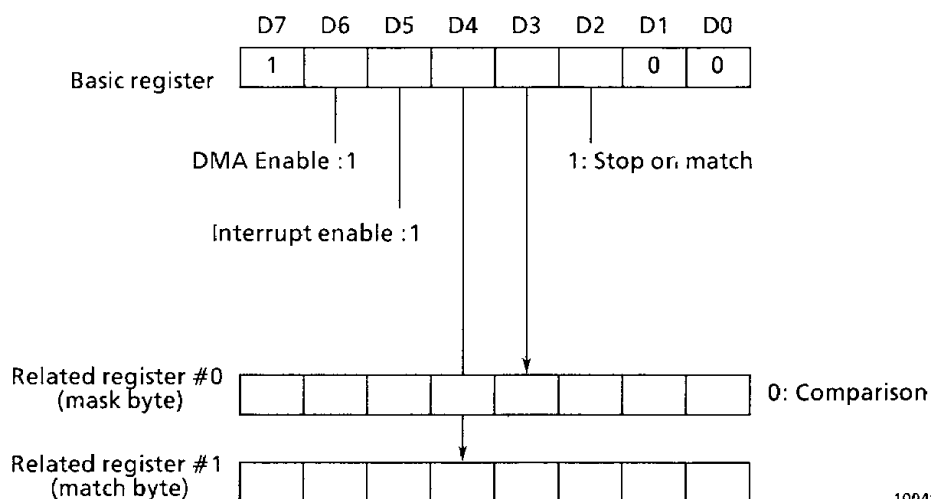 D7 D6 D5 D4 D3 D2 D1 D0
Basic register 1 0 0
DMA Enable :1 1: Stop on match
Interrupt enable :1
Related register #0
(mask byte)
0: Comparison
Related register #1
(match byte)